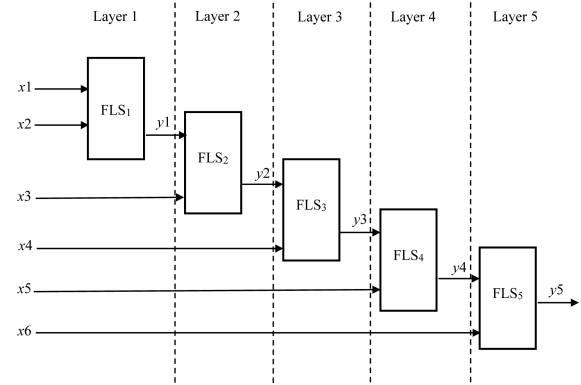 Layer 1 Layer 2 Layer 3 Layer 4 Layer 5
x1
FLS1
x2
y1
FLS2
y2
x3
FLS3
y3
x4
FLS4
y4
x5
FLS5
y5
x6